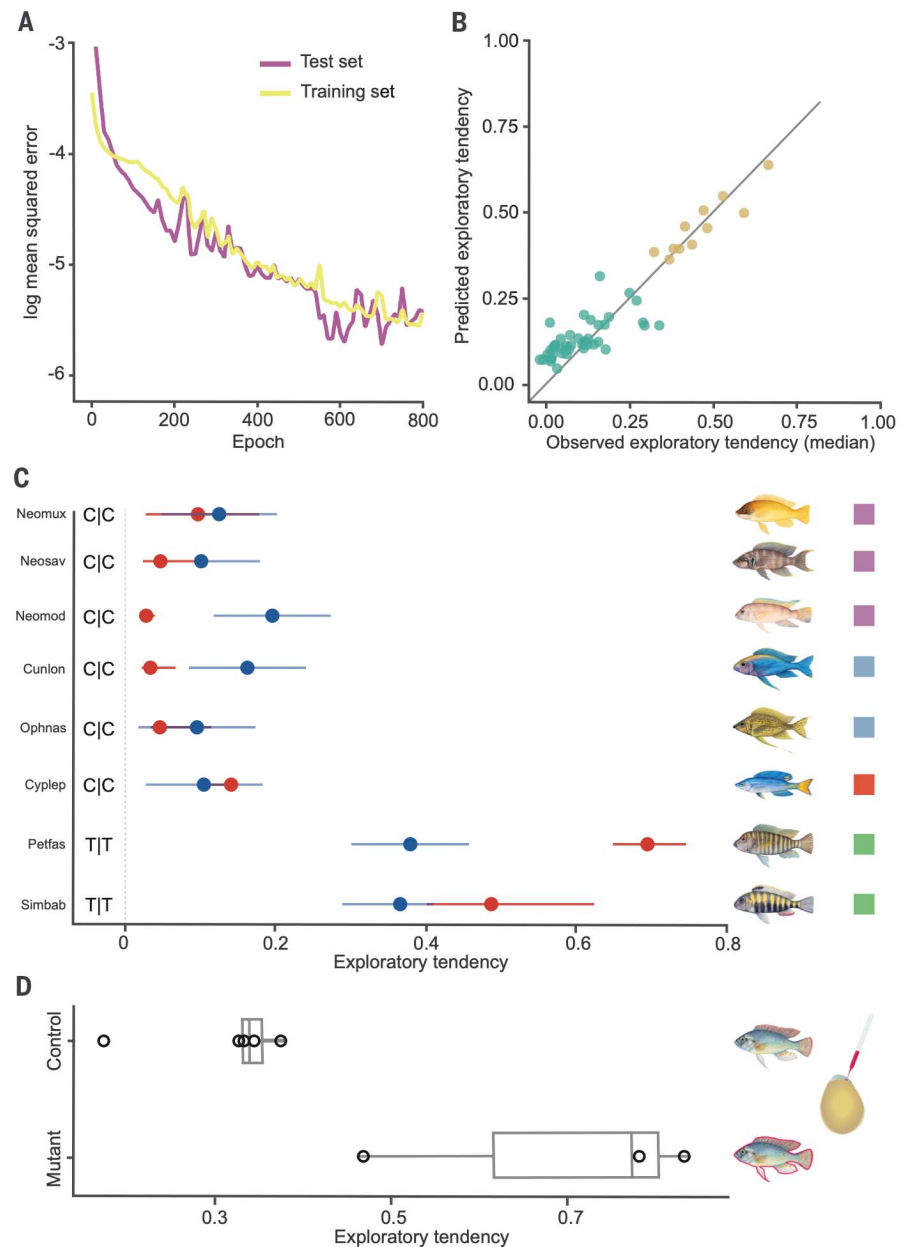 A
-3
-4
-5
-6
log mean squared error
Test set
Training set
0
200
400
600
800
Epoch
B
1.00
0.75
0.50
0.25
0.00
Predicted exploratory tendency
0.00
0.25
0.50
0.75
1.00
Observed exploratory tendency (median)
C
Neomux C|C
Neosav C|C
Neomod C|C
Cunlon C|C
Ophnas C|C
Cyplep C|C
Petfas T|T
Simbab T|T
0
0.2
0.4
0.6
0.8
Exploratory tendency
D
Control
Mutant
0.3
0.5
0.7
Exploratory tendency